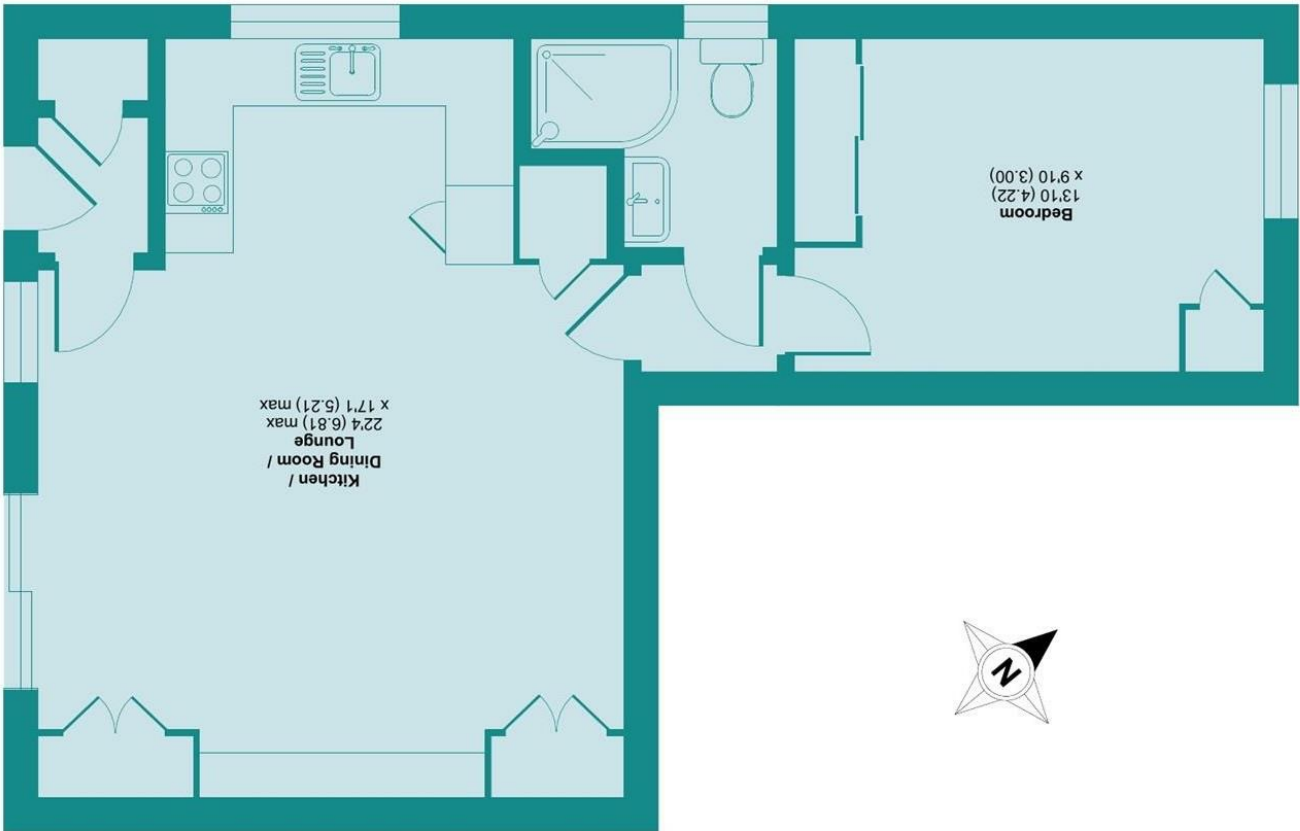 Bedroom
13'10 (4.22)
x 9'10 (3.00)
Kitchen /
Dining Room /
Lounge
22'4 (6.81) max
x 17'1 (5.21) max
N